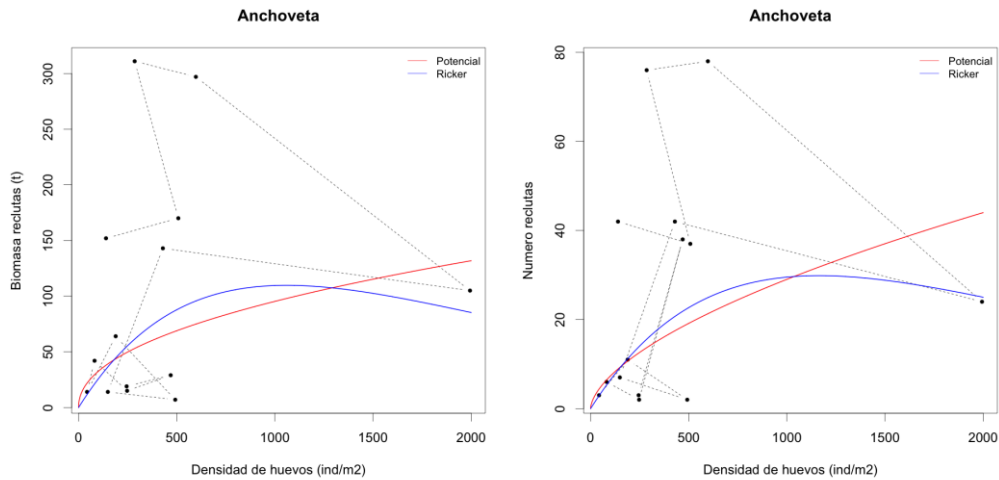 Anchoveta
Potencial
Ricker
Biomasa reclutas (t)
300
250
200
150
100
50
0
0 500 1000 1500 2000
Densidad de huevos (ind/m2)
Anchoveta
Potencial
Ricker
Numero reclutas
80
60
40
20
0
0 500 1000 1500 2000
Densidad de huevos (ind/m2)